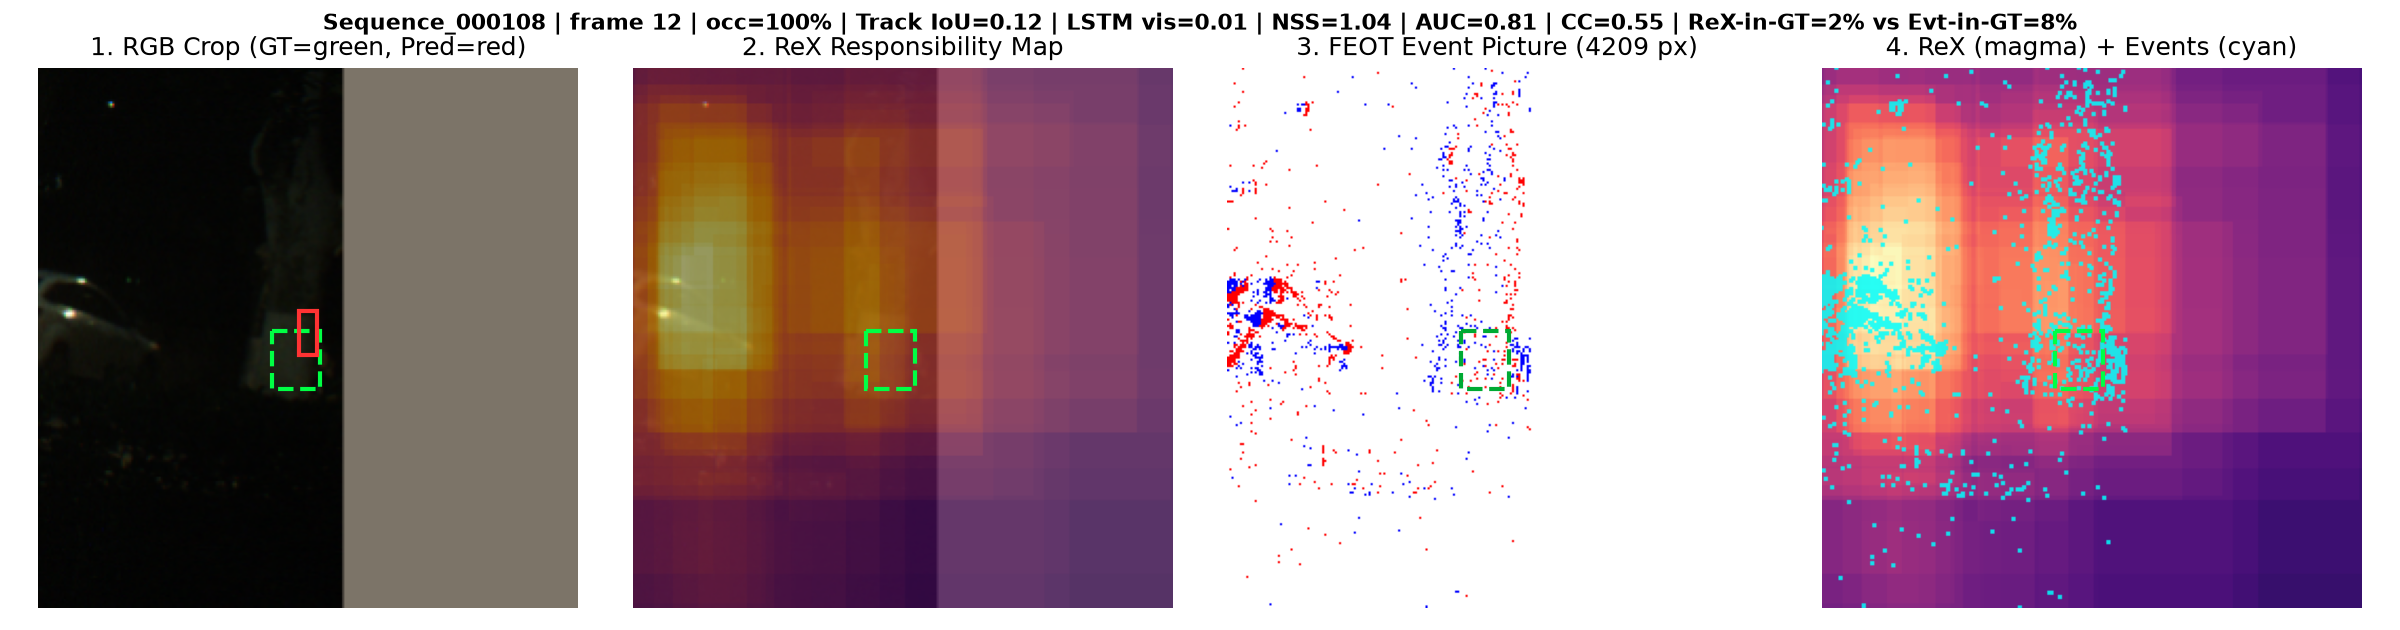 Sequence_000108 | frame 12 | occ=100% | Track IoU=0.12 | LSTM vis=0.01 | NSS=1.04 | AUC=0.81 | CC=0.55 | ReX-in-GT=2% vs Evt-in-GT=8%
1. RGB Crop (GT=green, Pred=red)
2. ReX Responsibility Map
3. FEOT Event Picture (4209 px)
4. ReX (magma) + Events (cyan)